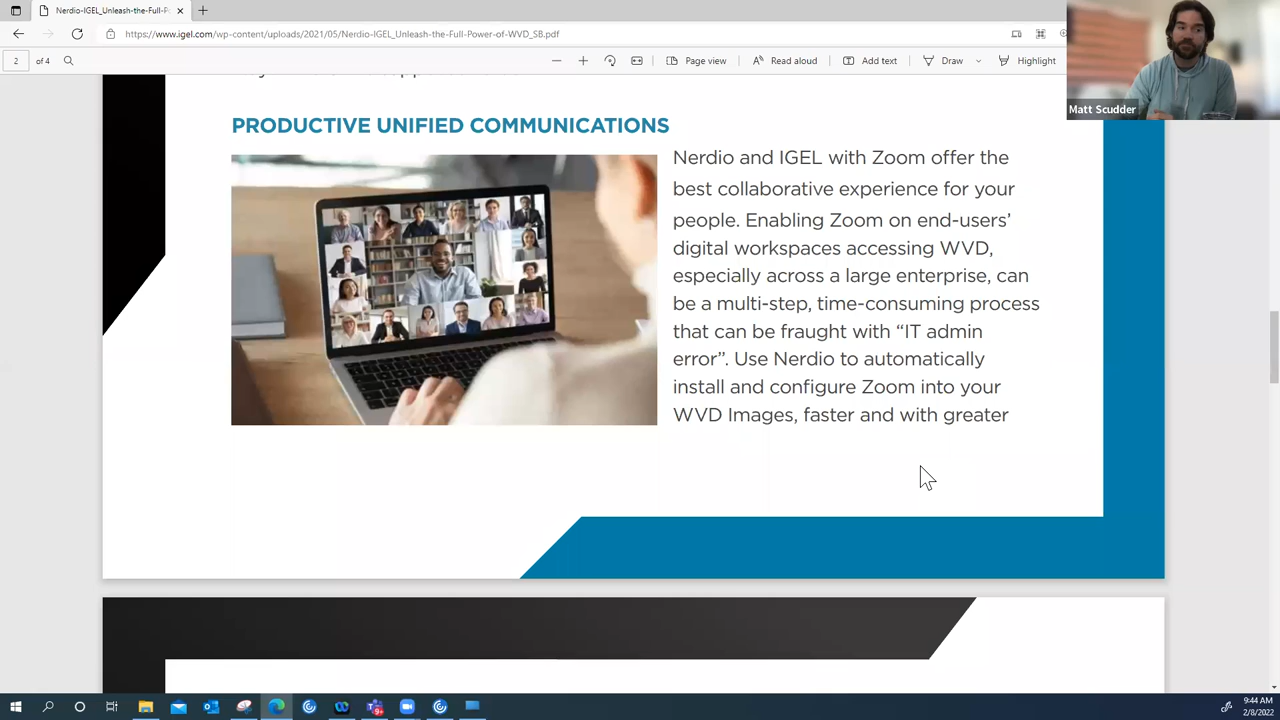 Nerdio-IGEL_Unleash-the-Full-P
https://www.igel.com/wp-content/uploads/2021/05/Nerdio-IGEL_Unleash-the-Full-Power-of-WVD_SB.pdf
2 of 4
Page view
Read aloud
Add text
Draw
Highlight
Matt Scudder
PRODUCTIVE UNIFIED COMMUNICATIONS
Nerdio and IGEL with Zoom offer the
best collaborative experience for your
people. Enabling Zoom on end-users’
digital workspaces accessing WVD,
especially across a large enterprise, can
be a multi-step, time-consuming process
that can be fraught with “IT admin
error”. Use Nerdio to automatically
install and configure Zoom into your
WVD Images, faster and with greater
9:44 AM
2/8/2022